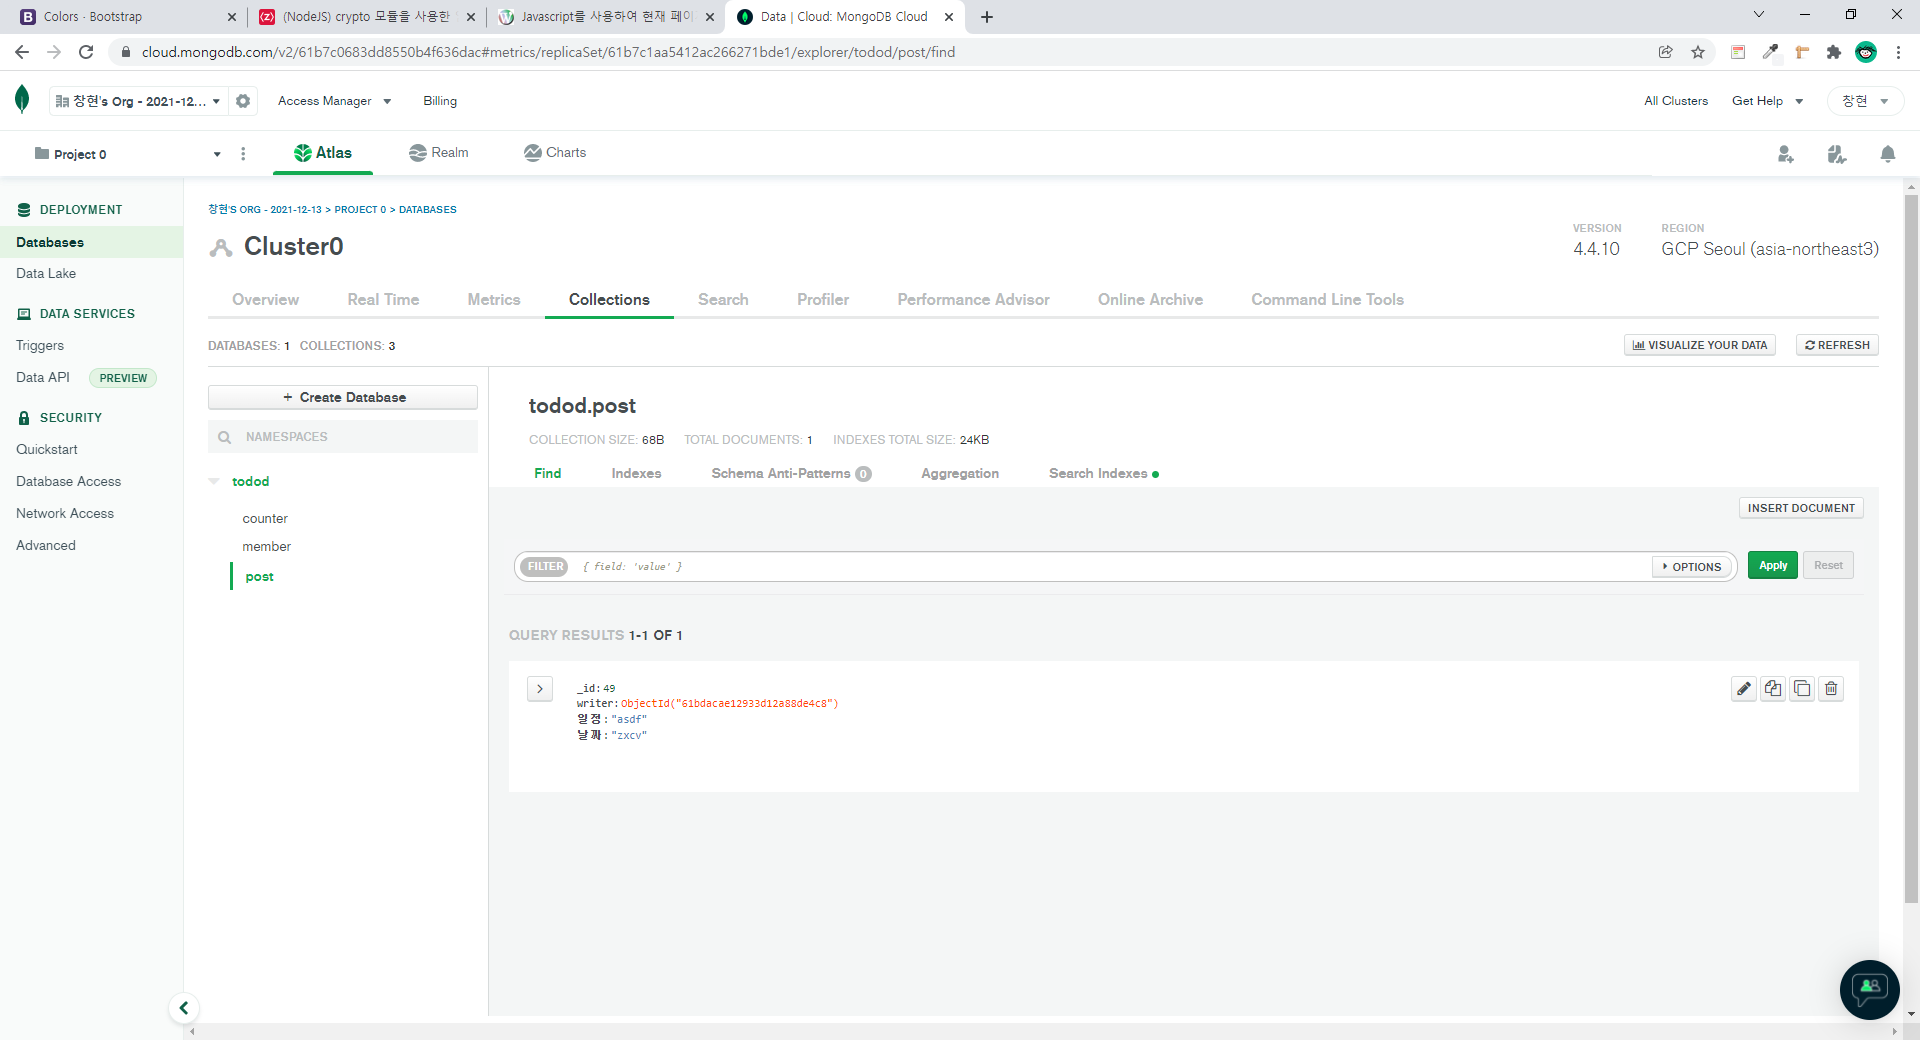 Colors · Bootstrap
(NodeJS) crypto 모듈을 사용한
Javascript를 사용하여 현재 페이
Data | Cloud: MongoDB Cloud
cloud.mongodb.com/v2/61b7c0683dd8550b4f636dac#metrics/replicaSet/61b7c1aa5412ac266271bde1/explorer/todod/post/find
창현's Org - 2021-12...
Access Manager
Billing
All Clusters
Get Help
창현
Project 0
Atlas
Realm
Charts
DEPLOYMENT
Databases
Data Lake
DATA SERVICES
Triggers
Data API PREVIEW
SECURITY
Quickstart
Database Access
Network Access
Advanced
창현'S ORG - 2021-12-13 > PROJECT 0 > DATABASES
Cluster0
VERSION
4.4.10
REGION
GCP Seoul (asia-northeast3)
Overview
Real Time
Metrics
Collections
Search
Profiler
Performance Advisor
Online Archive
Command Line Tools
DATABASES: 1 COLLECTIONS: 3
VISUALIZE YOUR DATA
REFRESH
+ Create Database
NAMESPACES
todod
counter
member
post
todod.post
COLLECTION SIZE: 68B TOTAL DOCUMENTS: 1 INDEXES TOTAL SIZE: 24KB
Find
Indexes
Schema Anti-Patterns 0
Aggregation
Search Indexes
INSERT DOCUMENT
FILTER { field: 'value' }
OPTIONS
Apply
Reset
QUERY RESULTS 1-1 OF 1
_id: 49
writer: ObjectId("61bdacae12933d12a88de4c8")
일정: "asdf"
날짜: "zxcv"